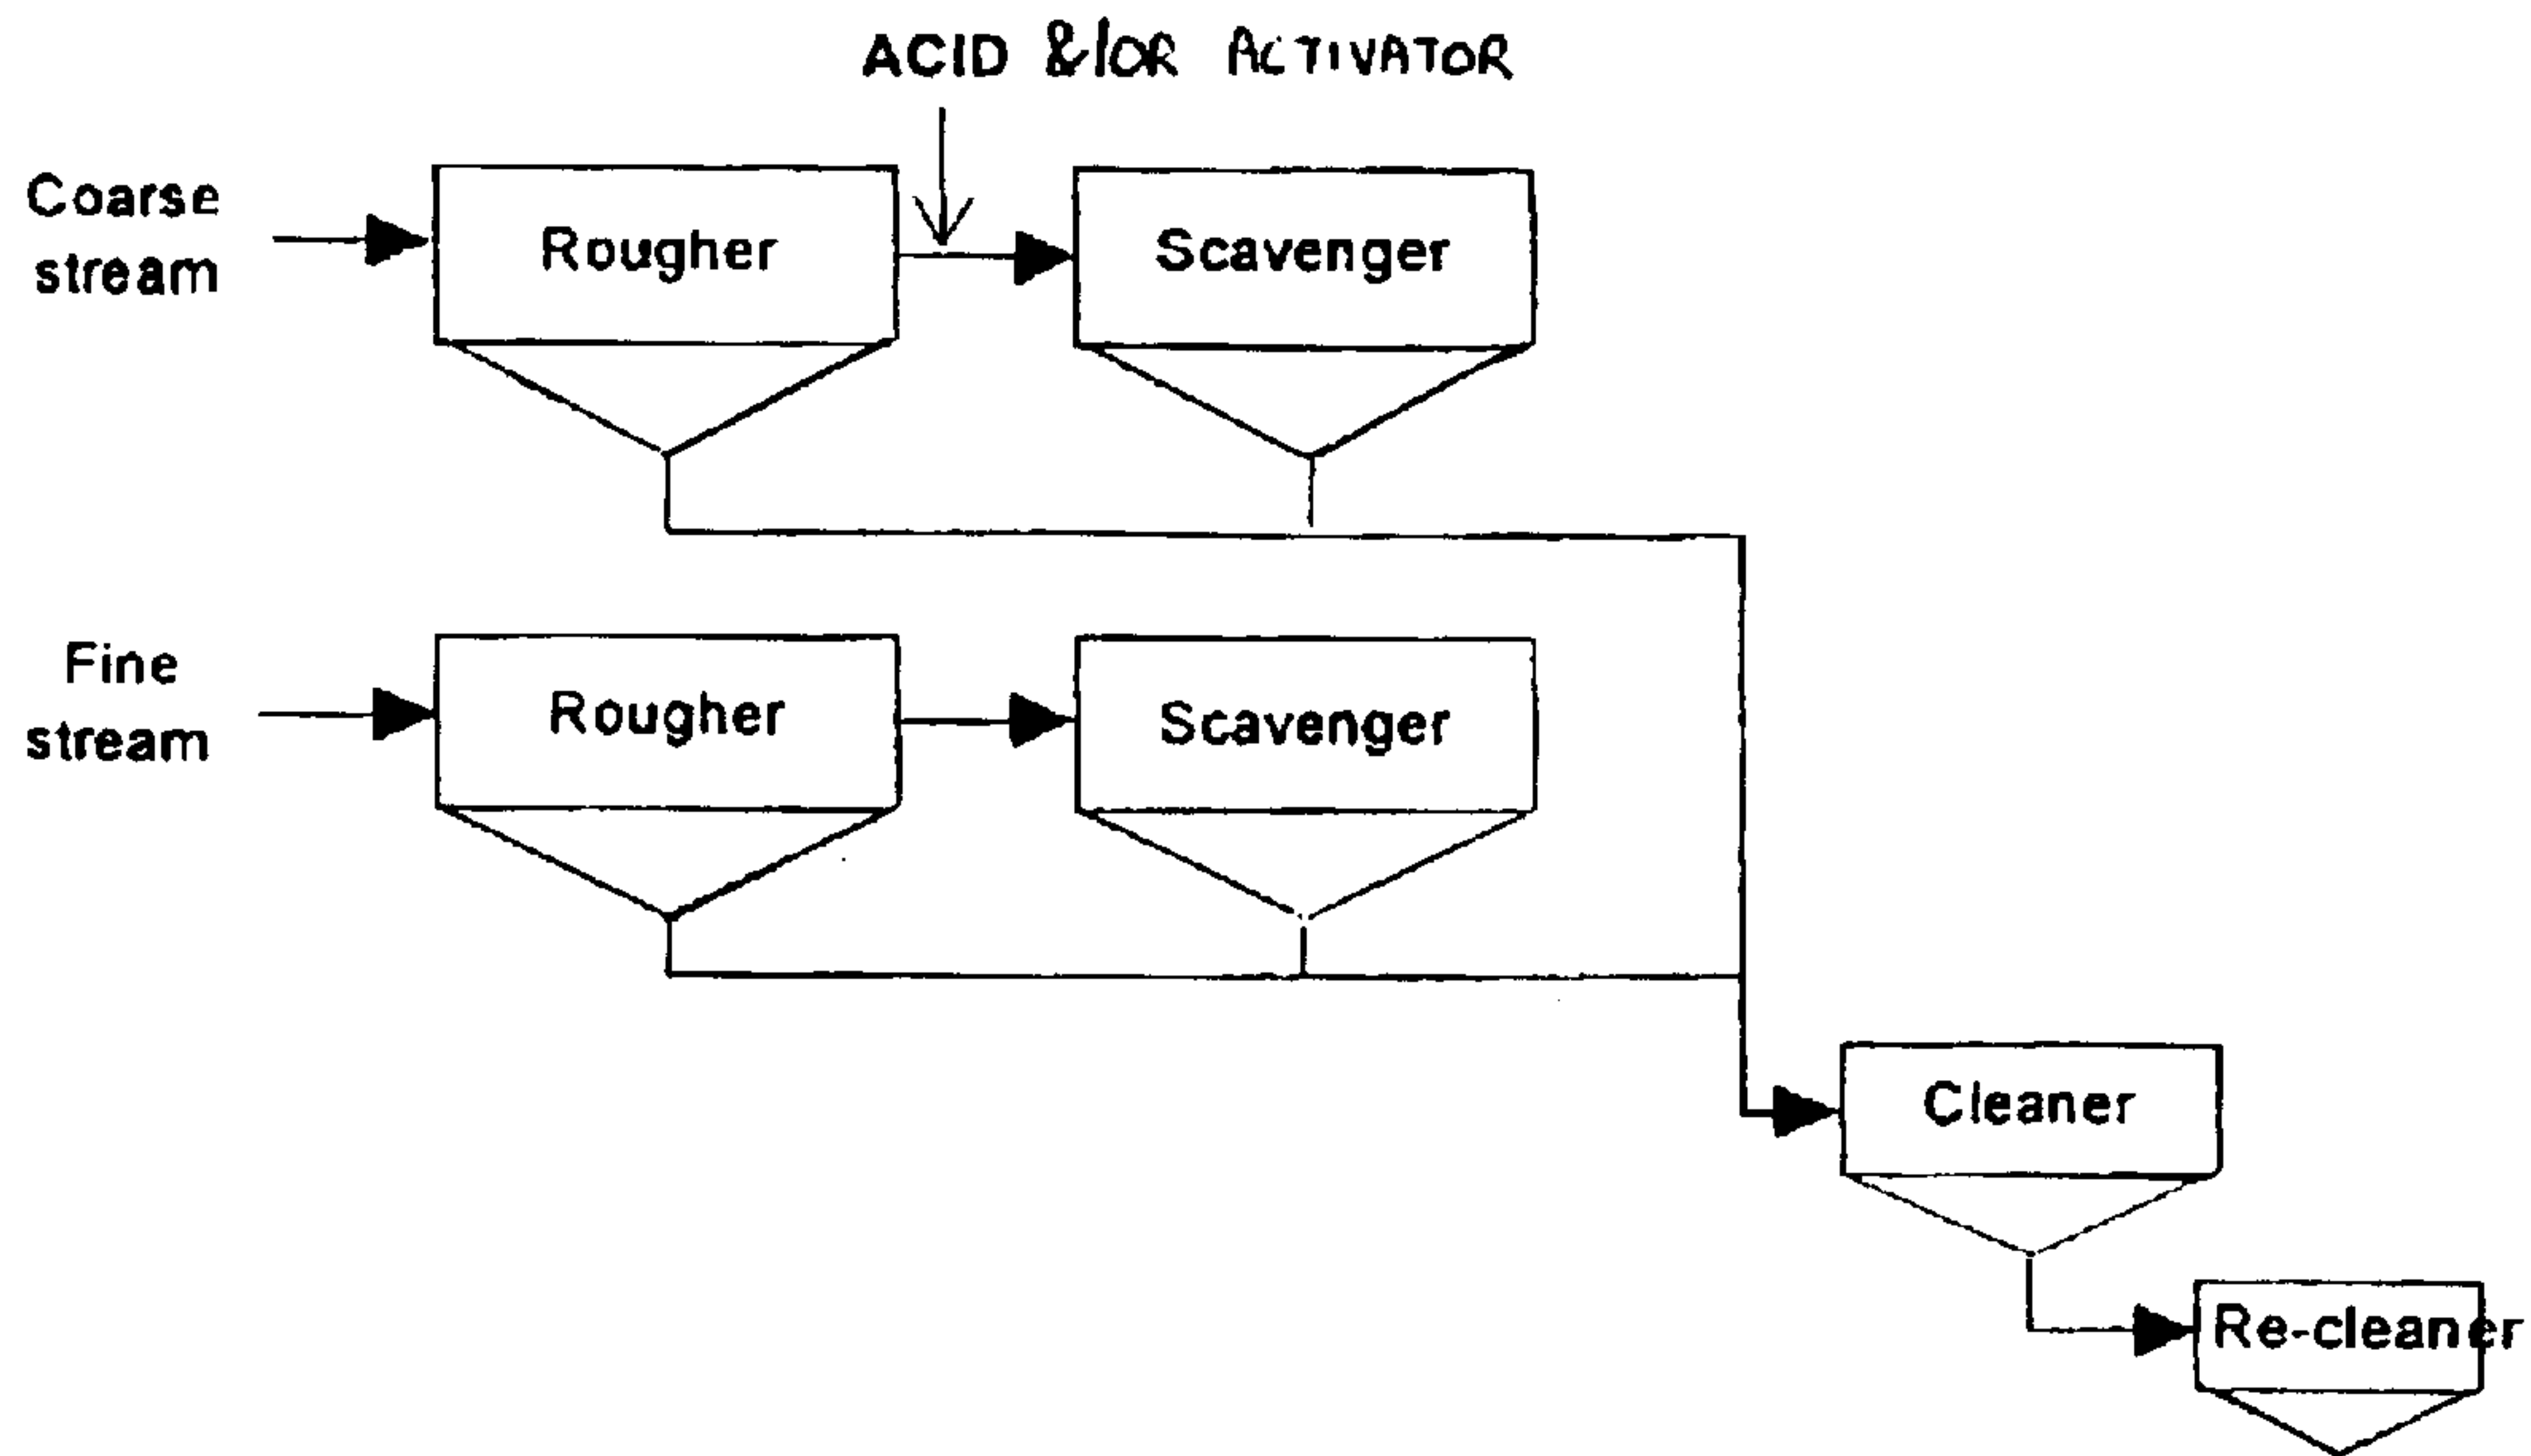 ACID &/OR ACTIVATOR
Coarse
stream
Rougher
Scavenger
Fine
stream
Rougher
Scavenger
Cleaner
Re-cleaner